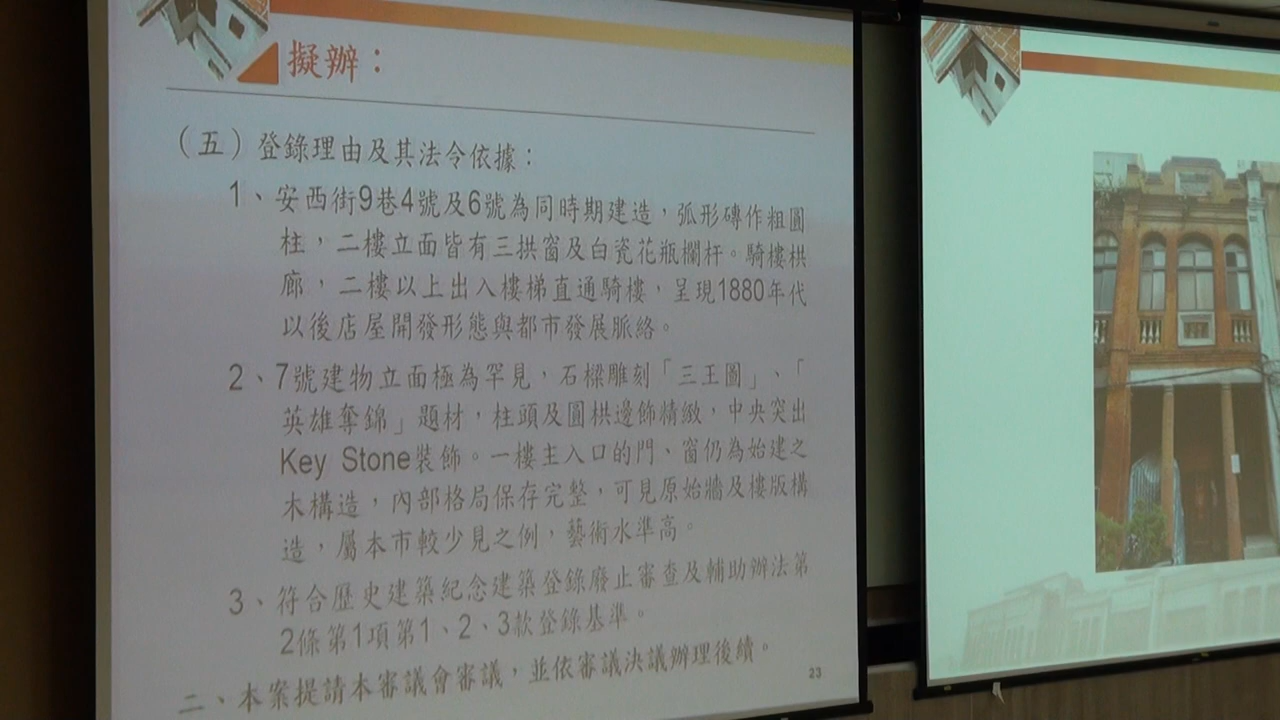 擬辦：
（五）登錄理由及其法令依據：
1、安西街9巷4號及6號為同時期建造，弧形磚作粗圓
柱，二樓立面皆有三拱窗及白瓷花瓶欄杆。騎樓栱
廊，二樓以上出入樓梯直通騎樓，呈現1880年代
以後店屋開發形態與都市發展脈絡。
2、7號建物立面極為罕見，石樑雕刻「三王圖」、「
英雄奪錦」題材，柱頭及圓栱邊飾精緻，中央突出
Key Stone裝飾。一樓主入口的門、窗仍為始建之
木構造，內部格局保存完整，可見原始牆及樓版構
造，屬本市較少見之例，藝術水準高。
3、符合歷史建築紀念建築登錄廢止審查及輔助辦法第
2條第1項第1、2、3款登錄基準。
二、本案提請本審議會審議，並依審議決議辦理後續。
23